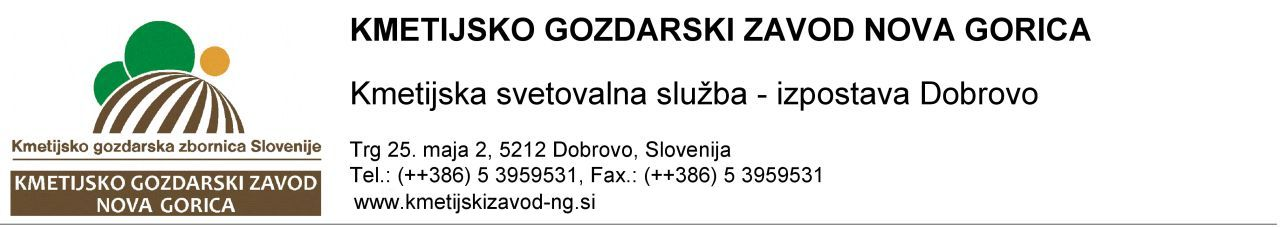 Kmetijsko gozdarska zbornica Slovenije
KMETIJSKO GOZDARSKI ZAVOD
NOVA GORICA
KMETIJSKO GOZDARSKI ZAVOD NOVA GORICA
Kmetijska svetovalna služba - izpostava Dobrovo
Trg 25. maja 2, 5212 Dobrovo, Slovenija
Tel.: (++386) 5 3959531, Fax.: (++386) 5 3959531
www.kmetijskizavod-ng.si